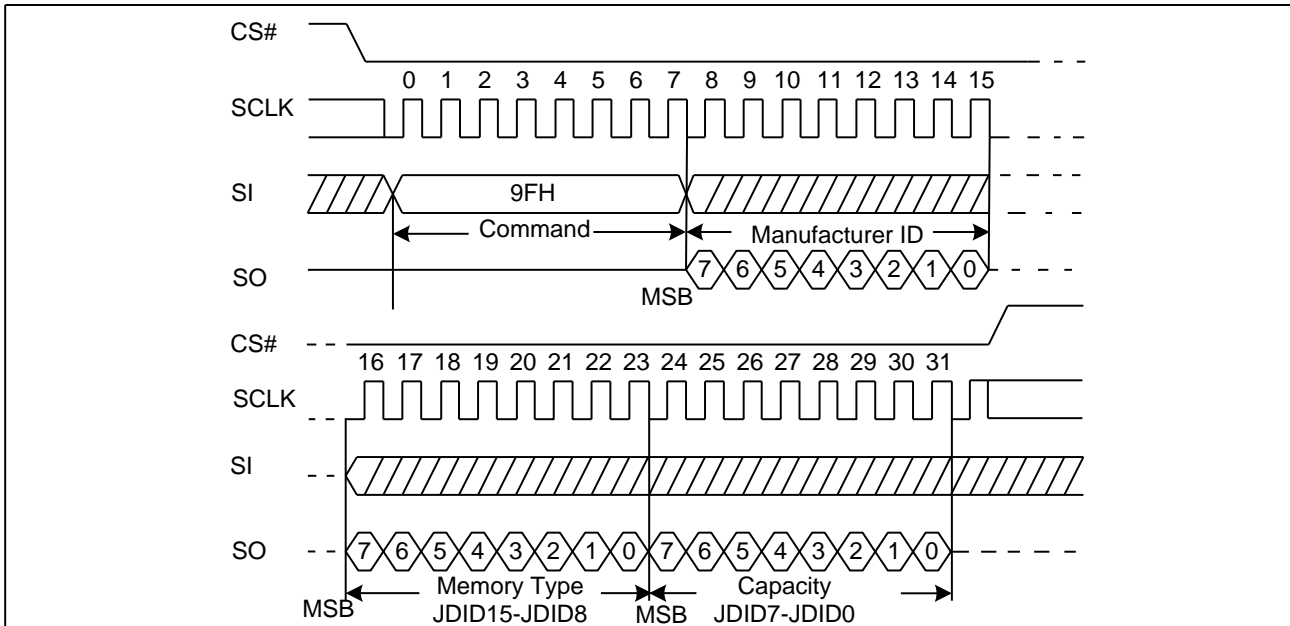 CS#
0 1 2 3 4 5 6 7 8 9 10 11 12 13 14 15
SCLK
SI
9FH
Command
Manufacturer ID
SO
7 6 5 4 3 2 1 0
MSB
CS#
16 17 18 19 20 21 22 23 24 25 26 27 28 29 30 31
SCLK
SI
SO
7 6 5 4 3 2 1 0 7 6 5 4 3 2 1 0
Memory Type Capacity
MSB JDID15-JDID8 MSB JDID7-JDID0